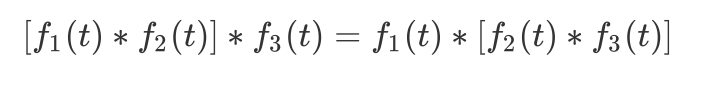 [f₁(t) * f₂(t)] * f₃(t) = f₁(t) * [f₂(t) * f₃(t)]